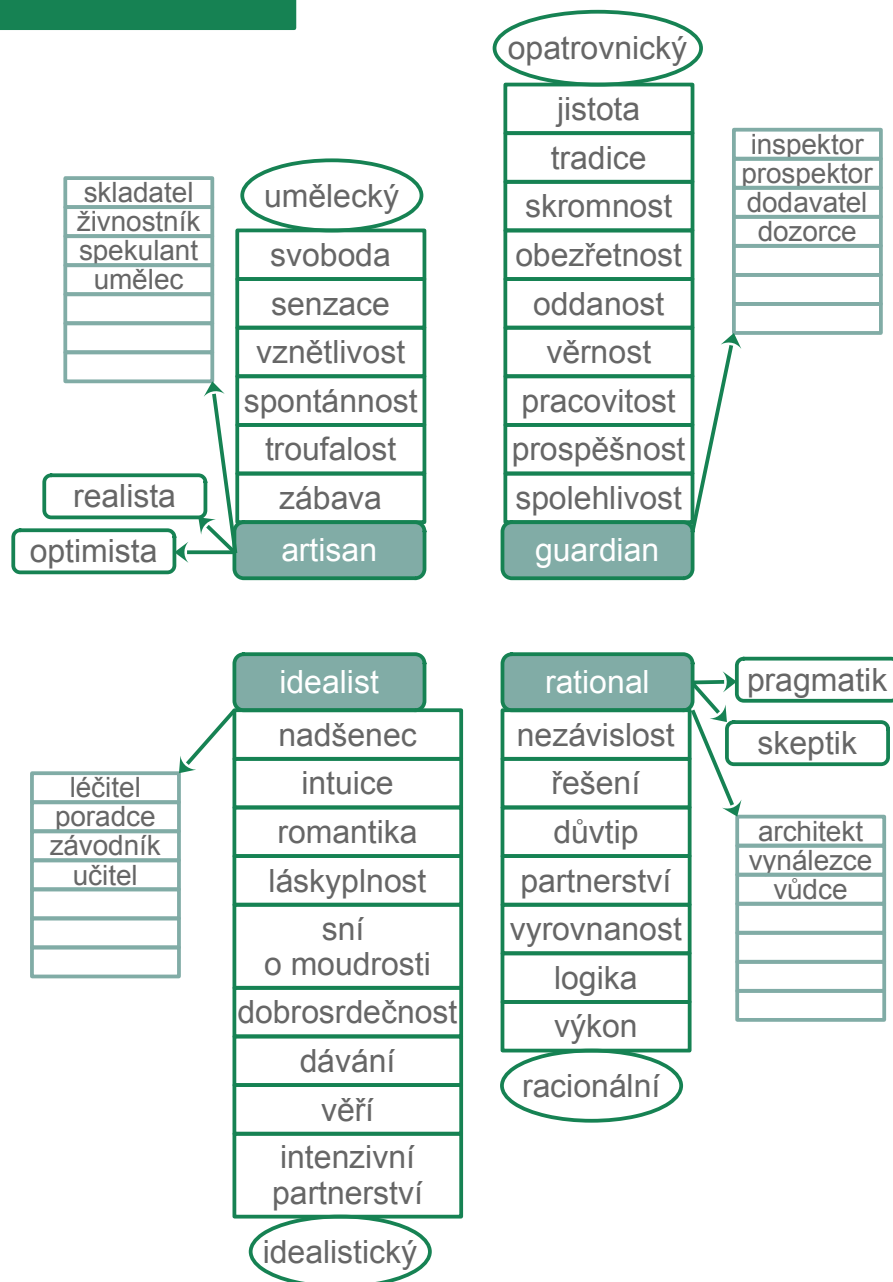 opatrovnický
jistota
tradice
skromnost
obezřetnost
oddanost
věrnost
pracovitost
prospěšnost
spolehlivost
guardian
inspektor
prospektor
dodavatel
dozorce
umělecký
svoboda
senzace
vznětlivost
spontánnost
troufalost
zábava
artisan
skladatel
živnostník
spekulant
umělec
realista
optimista
idealist
nadšenec
intuice
romantika
láskyplnost
sní
o moudrosti
dobrosrdečnost
dávání
věří
intenzivní
partnerství
idealistický
léčitel
poradce
závodník
učitel
rational
nezávislost
řešení
důvtip
partnerství
vyrovnanost
logika
výkon
racionální
pragmatik
skeptik
architekt
vynálezce
vůdce